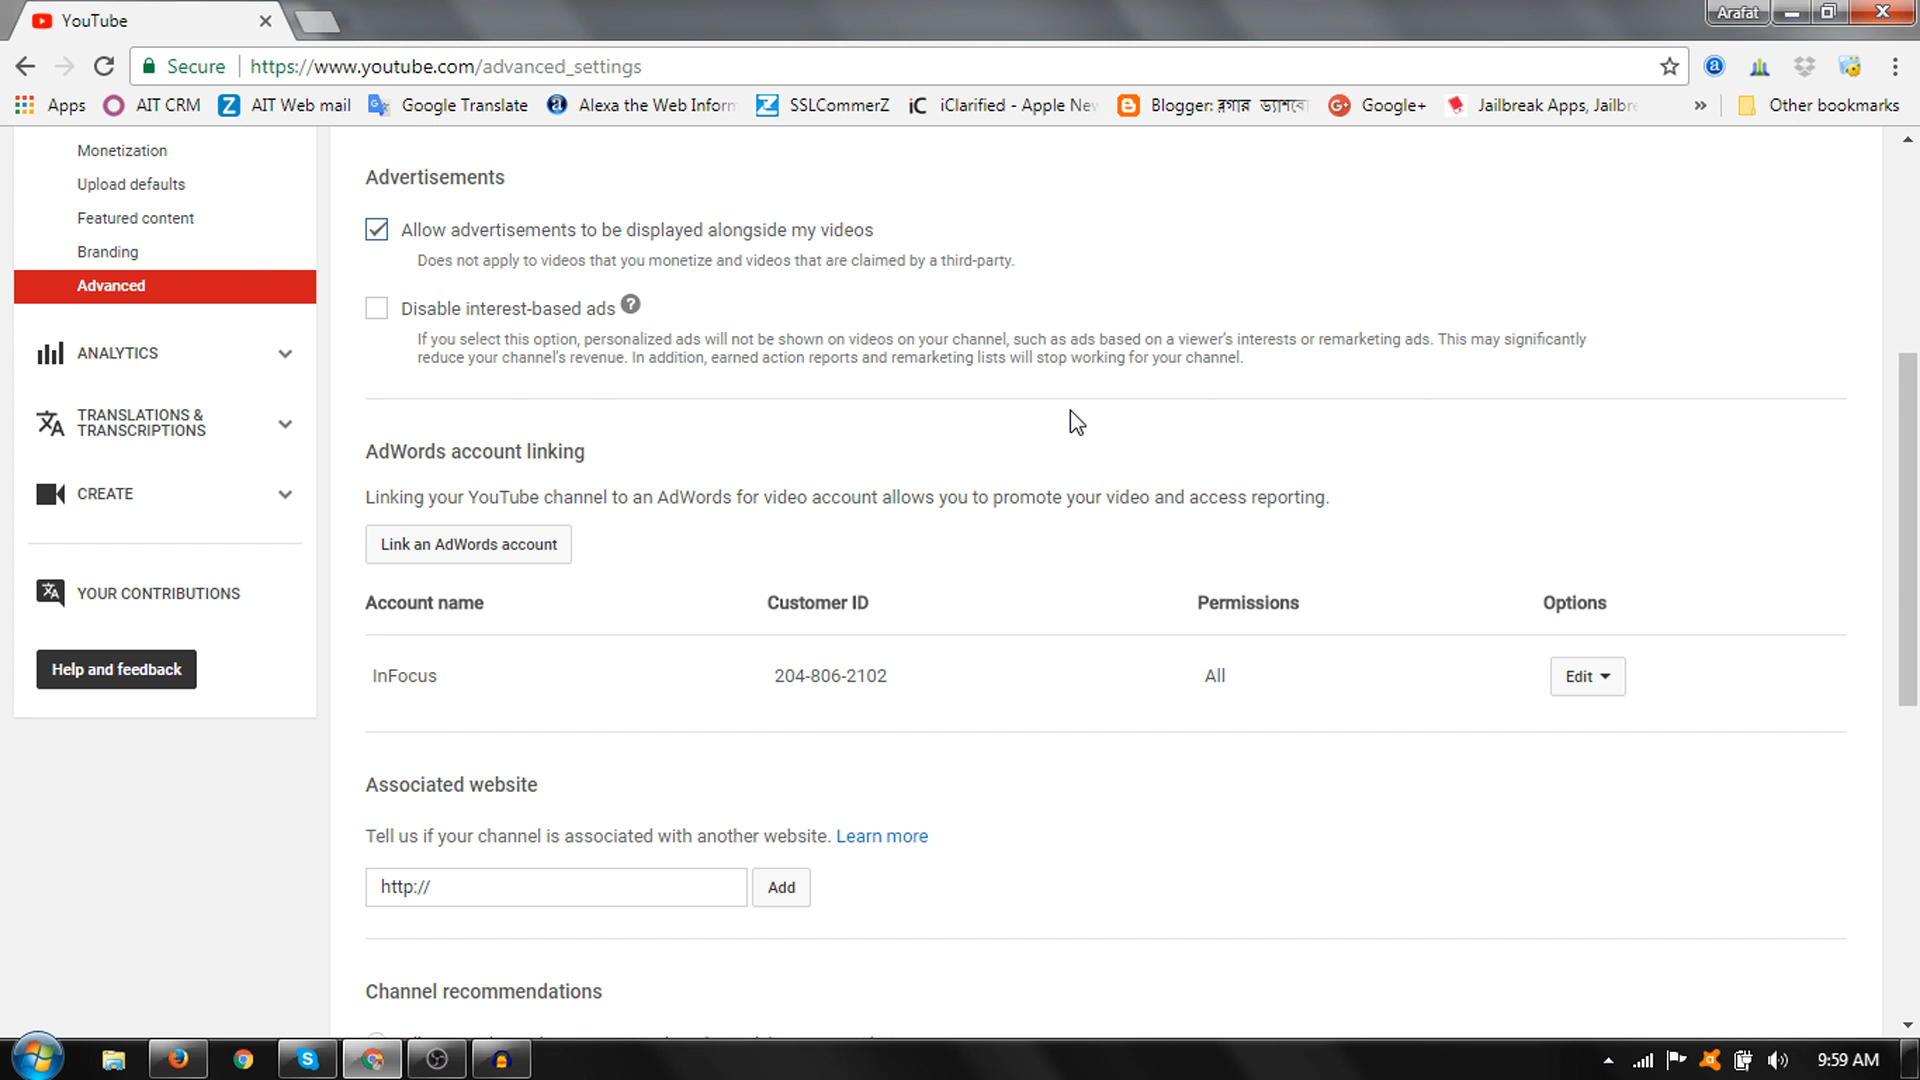 YouTube
Arafat
Secure
https://www.youtube.com/advanced_settings
Apps
AIT CRM
AIT Web mail
Google Translate
Alexa the Web Inform
SSLCommerZ
iClarified - Apple Nev
Blogger: ব্লগার ড্যাশবো
Google+
Jailbreak Apps, Jailbr
»
Other bookmarks
Monetization
Upload defaults
Featured content
Branding
Advanced
ANALYTICS
TRANSLATIONS &
TRANSCRIPTIONS
CREATE
YOUR CONTRIBUTIONS
Help and feedback
Advertisements
Allow advertisements to be displayed alongside my videos
Does not apply to videos that you monetize and videos that are claimed by a third-party.
Disable interest-based ads ?
If you select this option, personalized ads will not be shown on videos on your channel, such as ads based on a viewer's interests or remarketing ads. This may significantly
reduce your channel's revenue. In addition, earned action reports and remarketing lists will stop working for your channel.
AdWords account linking
Linking your YouTube channel to an AdWords for video account allows you to promote your video and access reporting.
Link an AdWords account
Account name Customer ID Permissions Options
InFocus 204-806-2102 All Edit
Associated website
Tell us if your channel is associated with another website. Learn more
http:// Add
Channel recommendations
9:59 AM